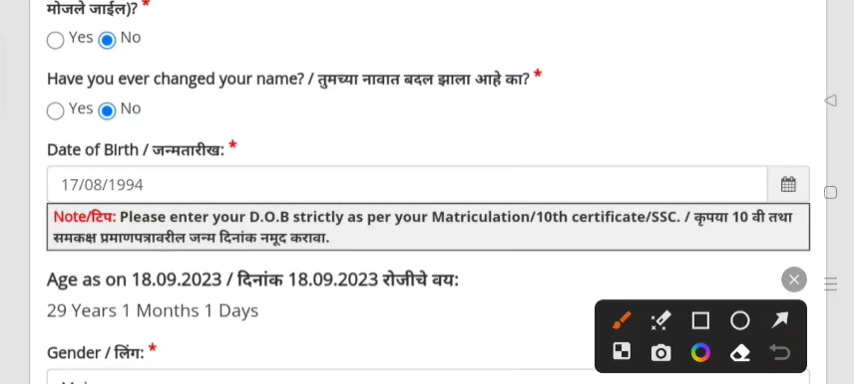 मोजले जाईल)? *
Yes No
Have you ever changed your name? / तुमच्या नावात बदल झाला आहे का? *
Yes No
Date of Birth / जन्मतारीख: *
17/08/1994
Note/टिप: Please enter your D.O.B strictly as per your Matriculation/10th certificate/SSC. / कृपया 10 वी तथा
समकक्ष प्रमाणपत्रावरील जन्म दिनांक नमूद करावा.
Age as on 18.09.2023 / दिनांक 18.09.2023 रोजीचे वय:
29 Years 1 Months 1 Days
Gender / लिंग: *